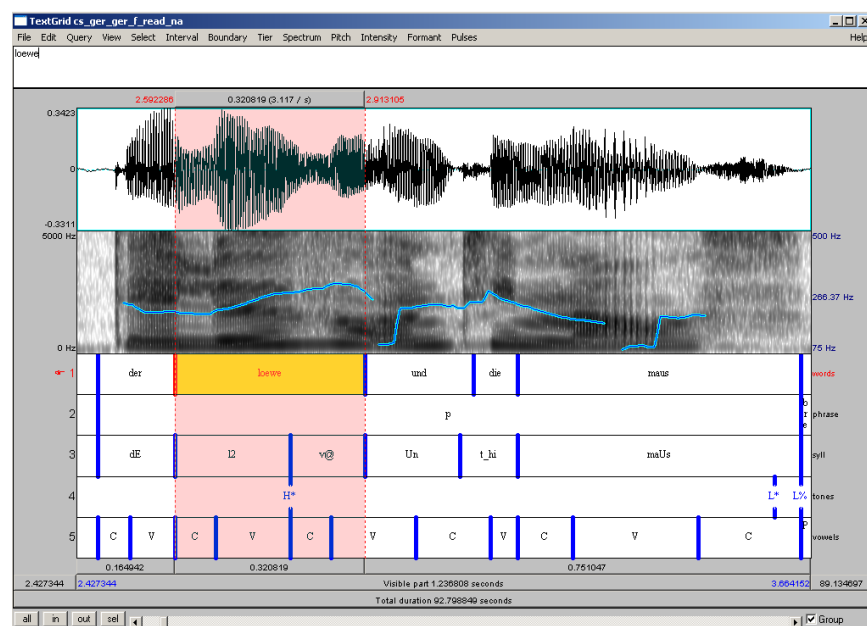 TextGrid cs_ger_ger_f_read_na
File Edit Query View Select Interval Boundary Tier Spectrum Pitch Intensity Formant Pulses Help
loewe
2.592286 0.320819 (3.117 / s) 2.913105
0.3423
0
-0.3311
5000 Hz 500 Hz
266.37 Hz
0 Hz 75 Hz
1 der loewe und die maus words
2 p bre phrase
3 dE l2 v@ Un t_hi maUs syll
4 H* L* L% tones
5 C V C V C V C V C V C P vowels
0.164942 0.320819 0.751047
2.427344 2.427344 Visible part 1.236808 seconds 3.664152 89.134697
Total duration 92.798849 seconds
all in out sel Group